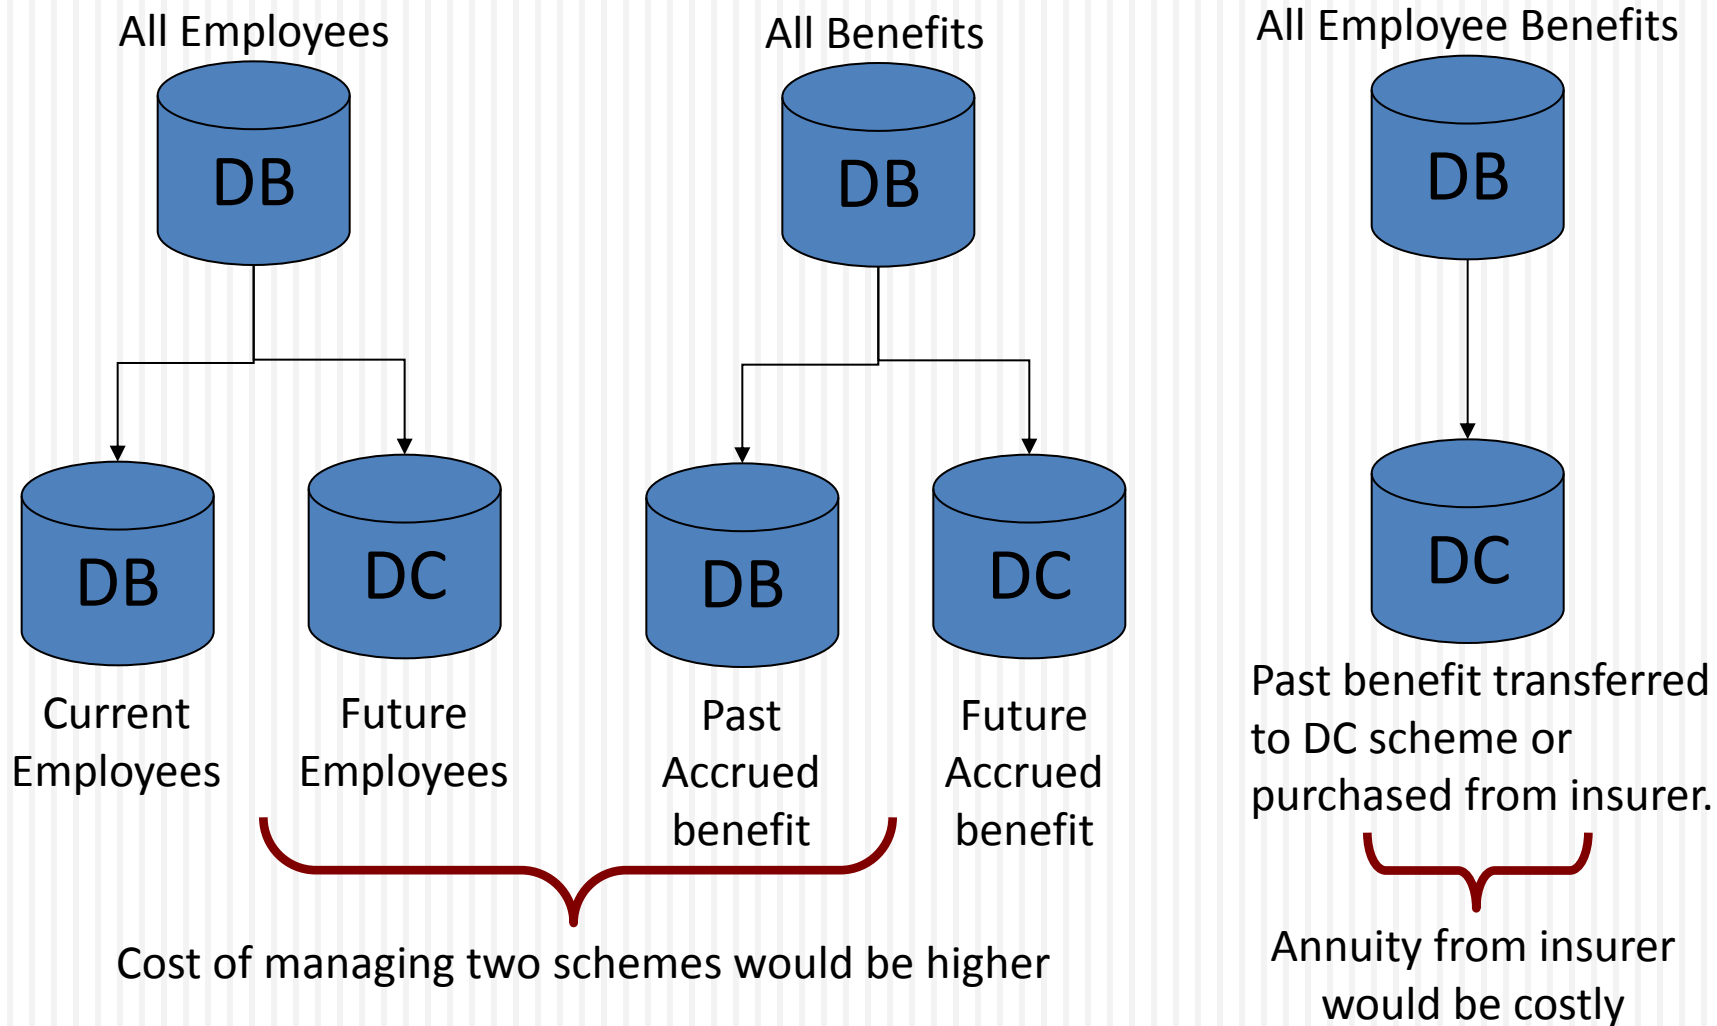 All Employees
All Benefits
All Employee Benefits
DB
DB
DB
DB
DC
DB
DC
DC
Current
Employees
Future
Employees
Past
Accrued
benefit
Future
Accrued
benefit
Past benefit transferred
to DC scheme or
purchased from insurer.
Cost of managing two schemes would be higher
Annuity from insurer
would be costly